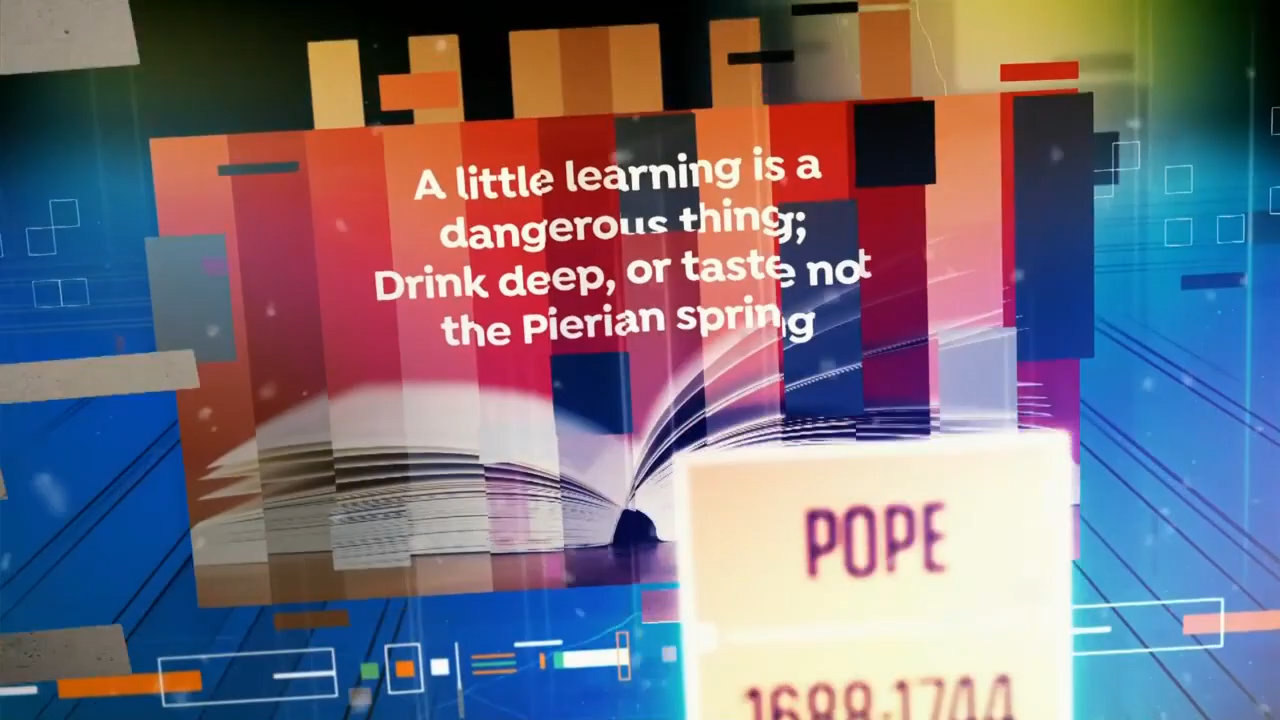 A little learning is a
dangerous thing;
Drink deep, or taste not
the Pierian spring
POPE
1688-1744